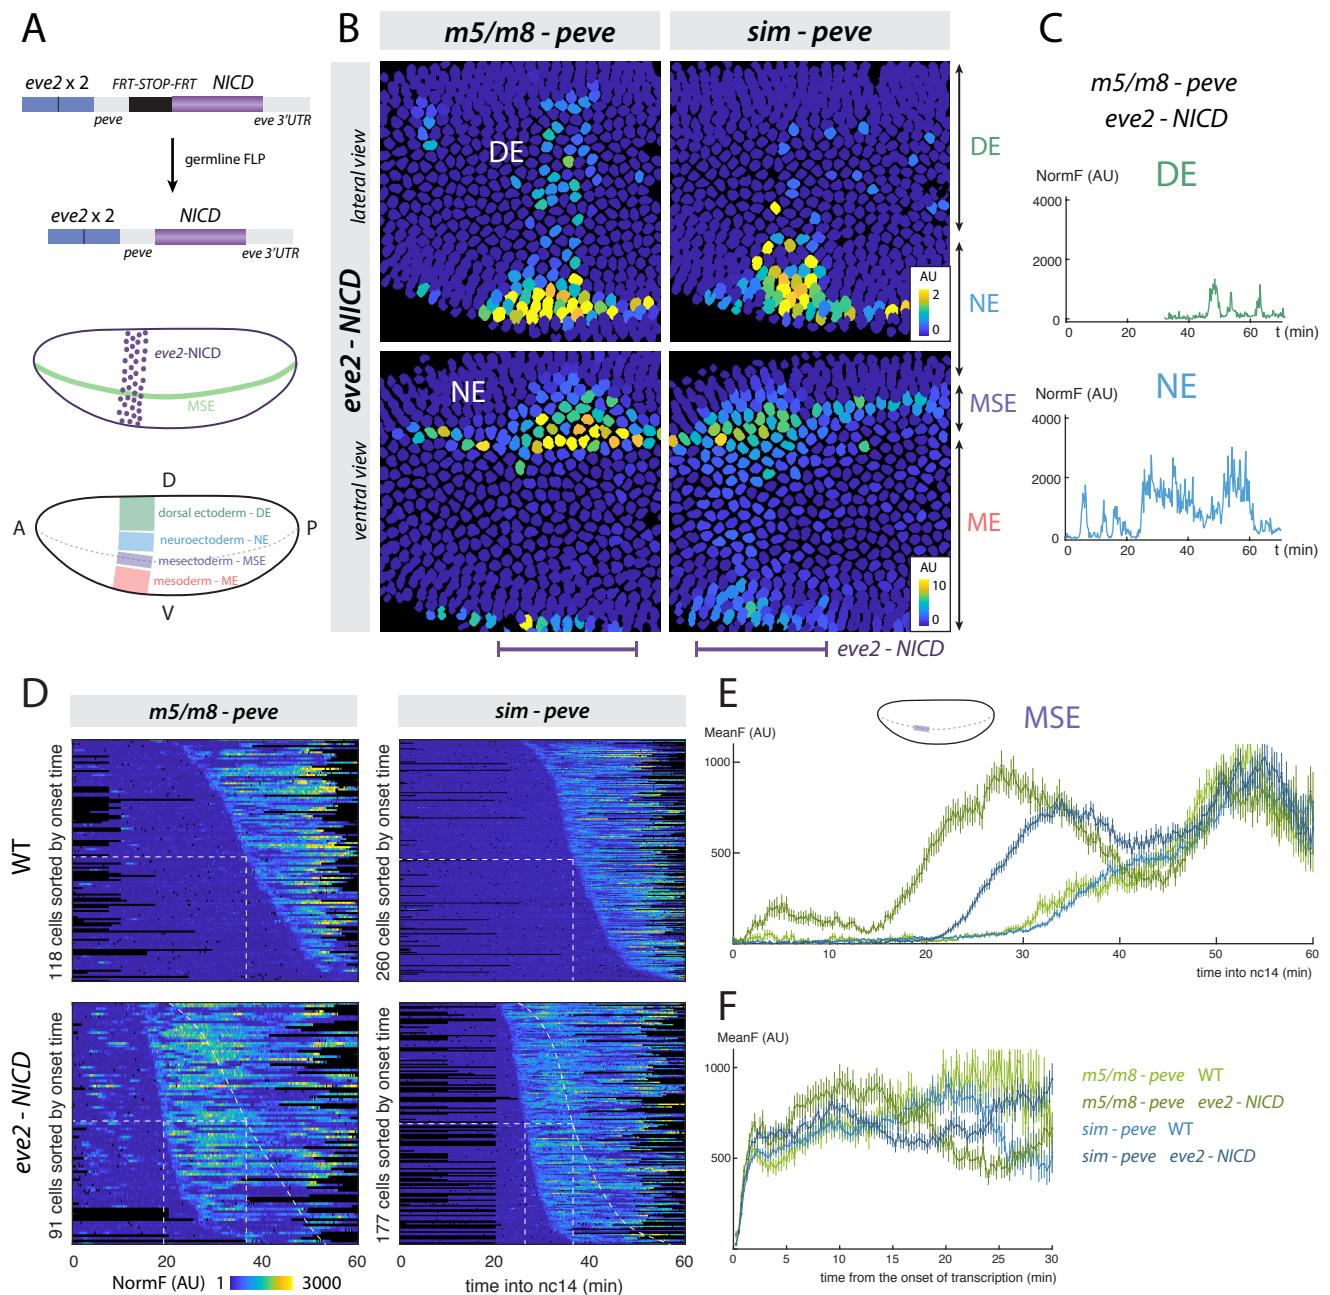 A
eve2 x 2
FRT-STOP-FRT
NICD
peve
eve 3'UTR
germline FLP
eve2 x 2
NICD
peve
eve 3'UTR
eve2-NICD
MSE
D
A
P
dorsal ectoderm - DE
neuroectoderm - NE
mesectoderm - MSE
mesoderm - ME
V
B
m5/m8 - peve
sim - peve
eve2 - NICD
lateral view
ventral view
DE
NE
AU
2
0
AU
10
0
DE
NE
MSE
ME
eve2 - NICD
C
m5/m8 - peve
eve2 - NICD
DE
NormF (AU)
4000
2000
0
0 20 40 60 t (min)
NE
NormF (AU)
4000
2000
0
0 20 40 60 t (min)
D
m5/m8 - peve
sim - peve
WT
118 cells sorted by onset time
260 cells sorted by onset time
eve2 - NICD
91 cells sorted by onset time
177 cells sorted by onset time
0 20 40 60
0 20 40 60
NormF (AU) 1 3000
time into nc14 (min)
E
MSE
MeanF (AU)
1000
500
0 10 20 30 40 50 60
time into nc14 (min)
F
MeanF (AU)
1000
500
0 5 10 15 20 25 30
time from the onset of transcription (min)
m5/m8 - peve WT
m5/m8 - peve eve2 - NICD
sim - peve WT
sim - peve eve2 - NICD